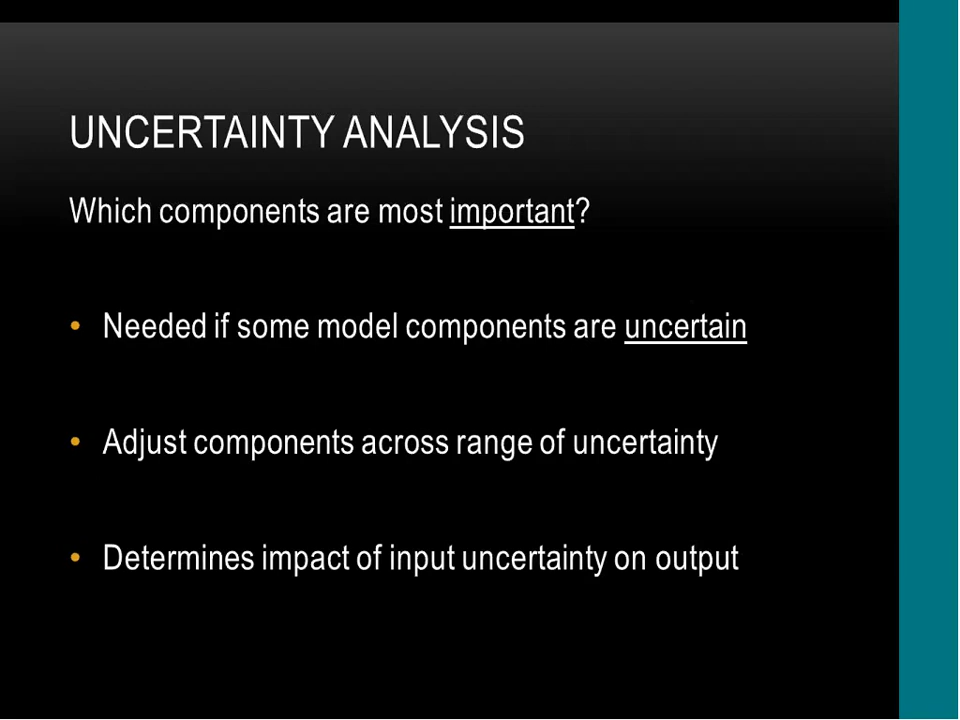 UNCERTAINTY ANALYSIS
Which components are most important?
• Needed if some model components are uncertain
• Adjust components across range of uncertainty
• Determines impact of input uncertainty on output